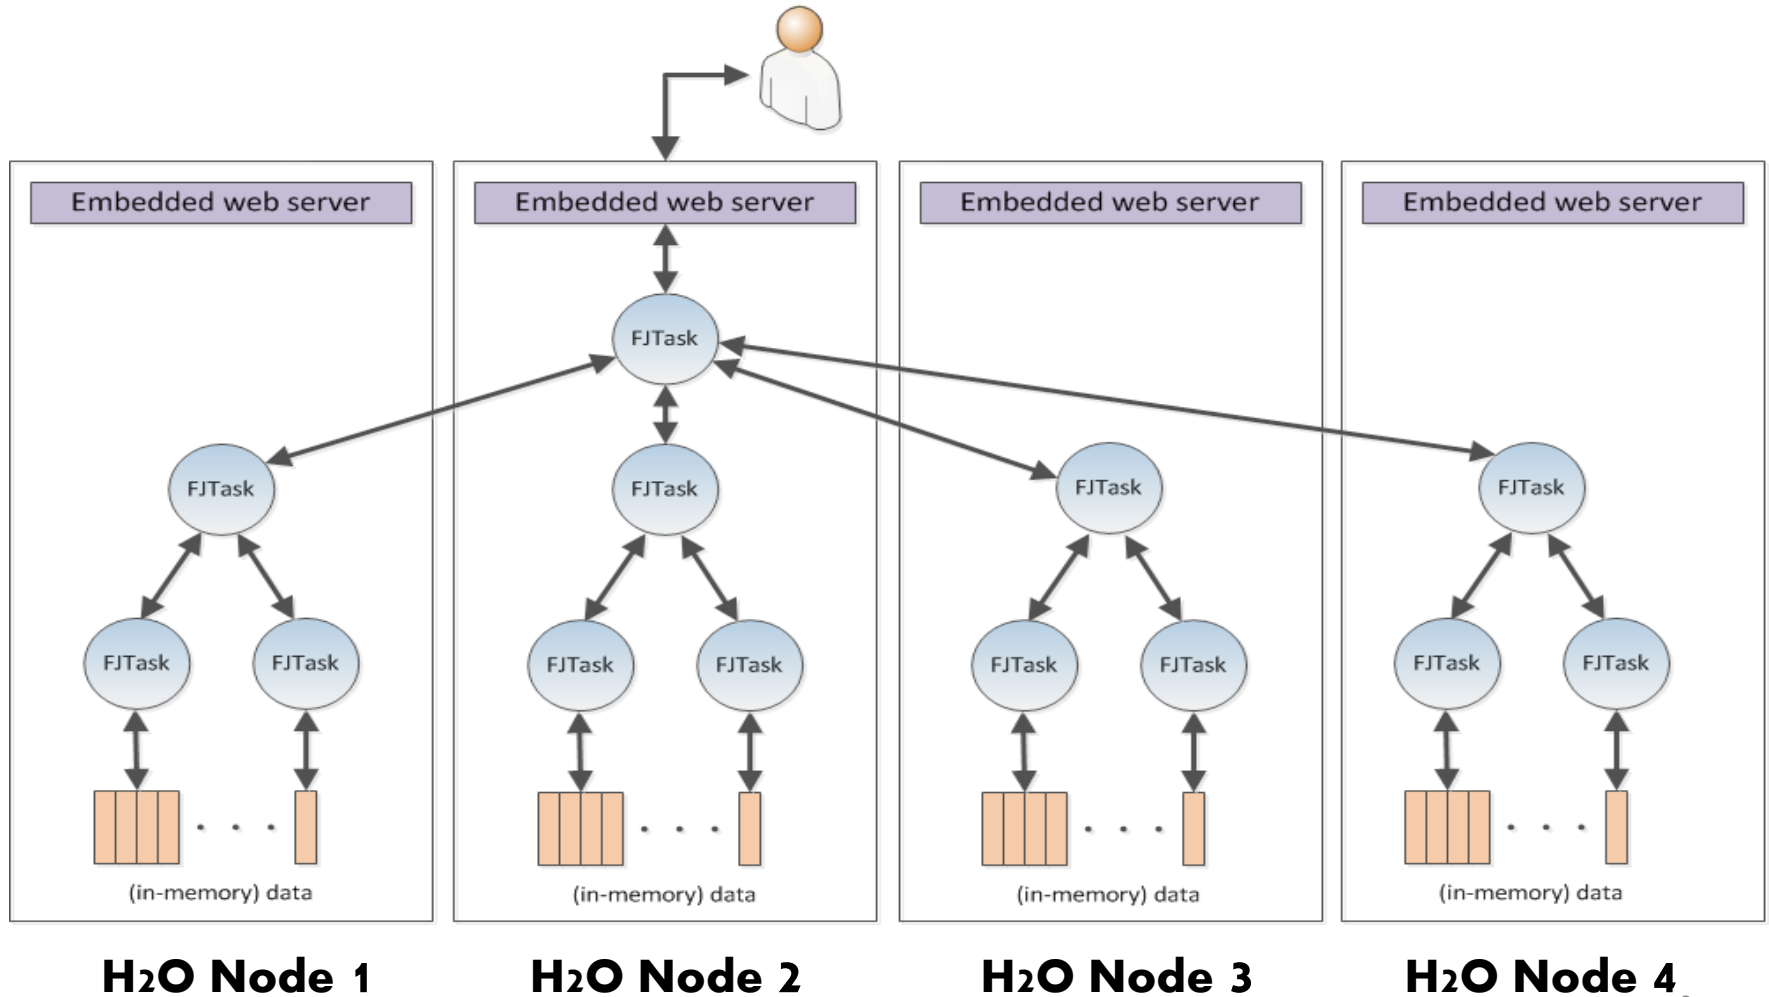 Embedded web server
Embedded web server
Embedded web server
Embedded web server
FJTask
FJTask
FJTask
FJTask
FJTask
FJTask
FJTask
FJTask
FJTask
FJTask
FJTask
FJTask
FJTask
. . .
. . .
. . .
. . .
(in-memory) data
(in-memory) data
(in-memory) data
(in-memory) data
H2O Node 1
H2O Node 2
H2O Node 3
H2O Node 4